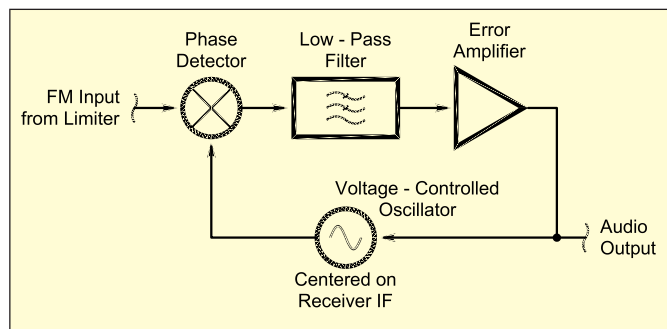 Phase
Detector
Low - Pass
Filter
Error
Amplifier
FM Input
from Limiter
Voltage - Controlled
Oscillator
Audio
Output
Centered on
Receiver IF